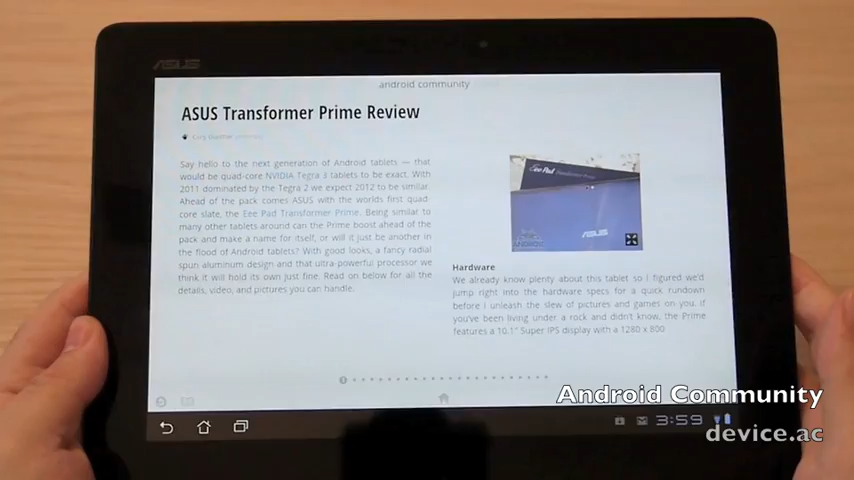 ASUS
android community
ASUS Transformer Prime Review
Say hello to the next generation of Android tablets — that
would be quad-core NVIDIA Tegra 3 tablets to be exact. With
2011 dominated by the Tegra 2 we expect 2012 to be similar.
Ahead of the pack comes ASUS with the worlds first quad-
core slate, the Eee Pad Transformer Prime. Being similar to
many other tablets around can the Prime boost ahead of the
pack and make a name for itself, or will it just be another in
the flood of Android tablets? With good looks, a fancy radial
spun aluminum design and that ultra-powerful processor we
think it will hold its own just fine. Read on below for all the
details, video, and pictures you can handle.
Eee Pad Transformer Prime
ASUS
ANDROID
Hardware
We already know plenty about this tablet so I figured we'd
jump right into the hardware specs for a quick rundown
before I unleash the slew of pictures and games on you. If
you've been living under a rock and didn't know, the Prime
features a 10.1" Super IPS display with a 1280 x 800
1
Android Community
3:59
device.ac